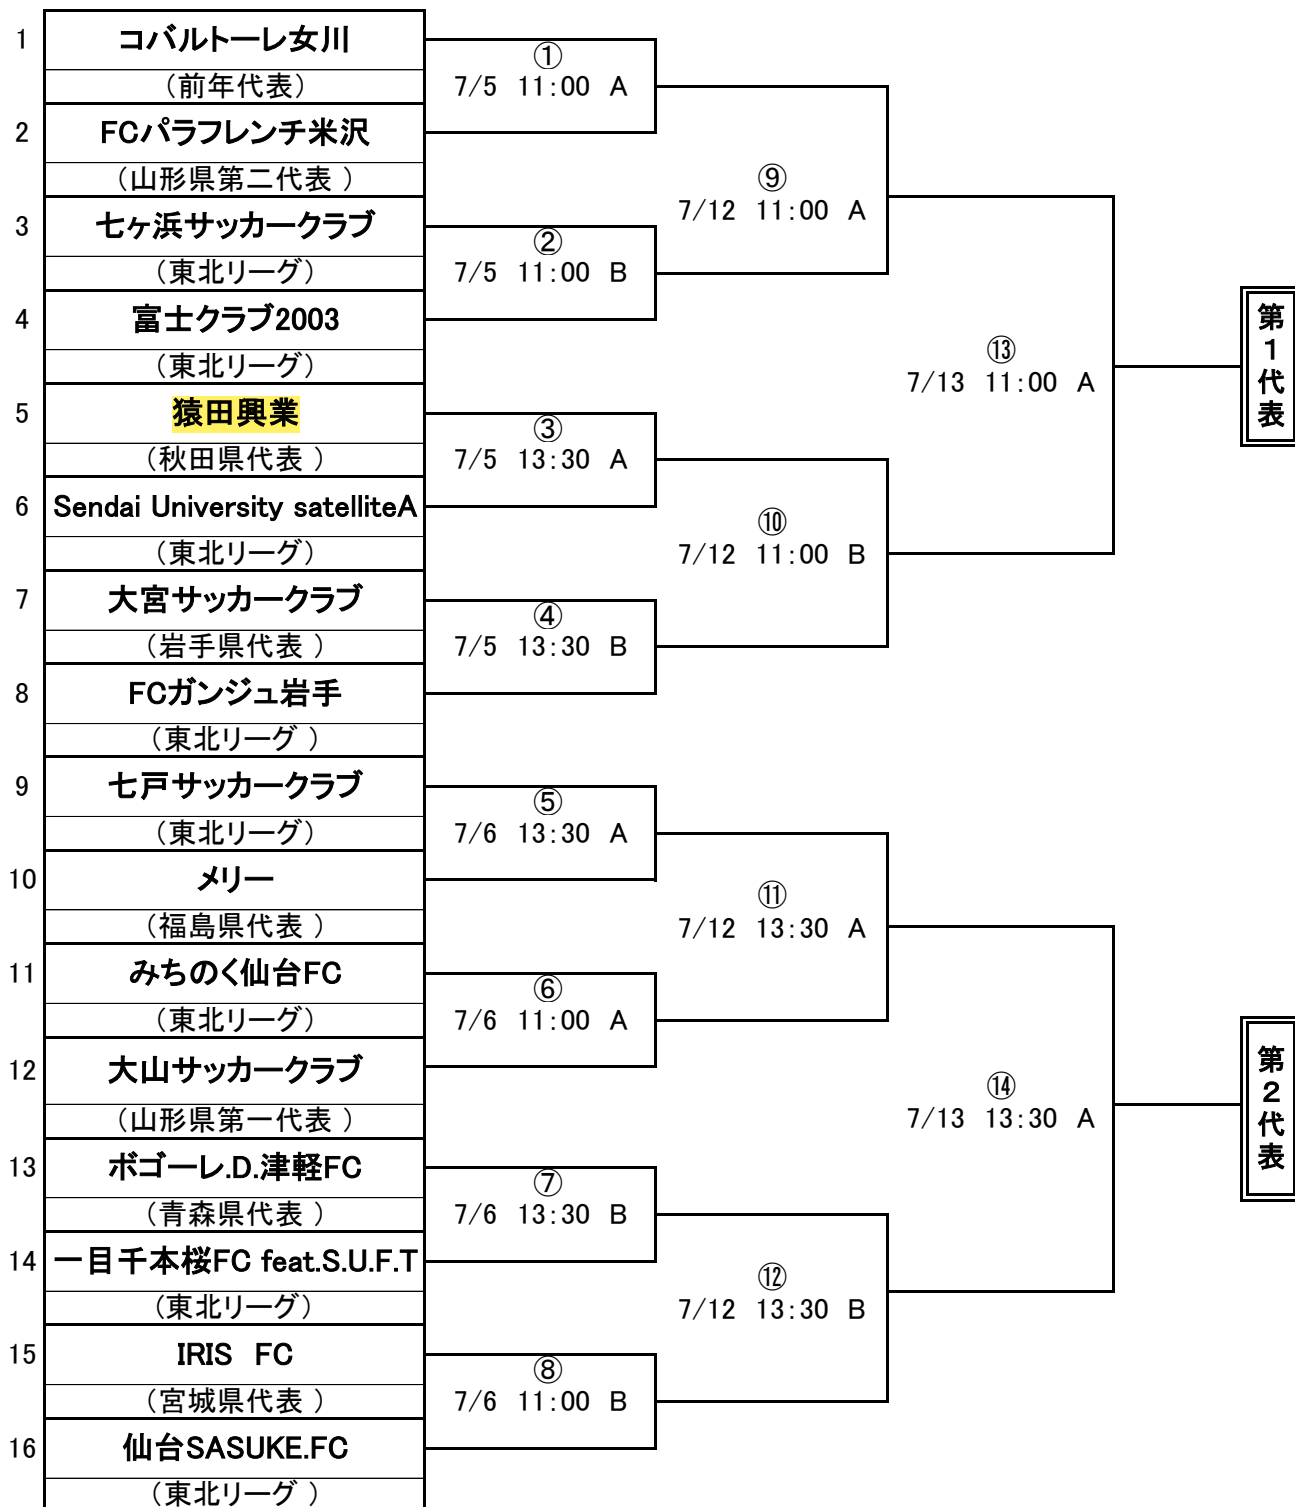 1 コバルトーレ女川
（前年代表）
① 
7/5 11:00 A
2 FCパラフレンチ米沢
（山形県第二代表 ）
⑨
7/12 11:00 A
3 七ヶ浜サッカークラブ
（東北リーグ）
②
7/5 11:00 B
4 富士クラブ2003
（東北リーグ）
⑬
7/13 11:00 A
第1代表
5 猿田興業
（秋田県代表 ）
③
7/5 13:30 A
6 Sendai University satelliteA
（東北リーグ）
⑩
7/12 11:00 B
7 大宮サッカークラブ
（岩手県代表 ）
④
7/5 13:30 B
8 FCガンジュ岩手
（東北リーグ ）
9 七戸サッカークラブ
（東北リーグ）
⑤
7/6 13:30 A
10 メリー
（福島県代表 ）
⑪
7/12 13:30 A
11 みちのく仙台FC
（東北リーグ）
⑥
7/6 11:00 A
12 大山サッカークラブ
（山形県第一代表 ）
⑭
7/13 13:30 A
第2代表
13 ボゴーレ.D.津軽FC
（青森県代表 ）
⑦
7/6 13:30 B
14 一目千本桜FC feat.S.U.F.T
（東北リーグ）
⑫
7/12 13:30 B
15 IRIS　FC
（宮城県代表 ）
⑧
7/6 11:00 B
16 仙台SASUKE.FC
（東北リーグ ）